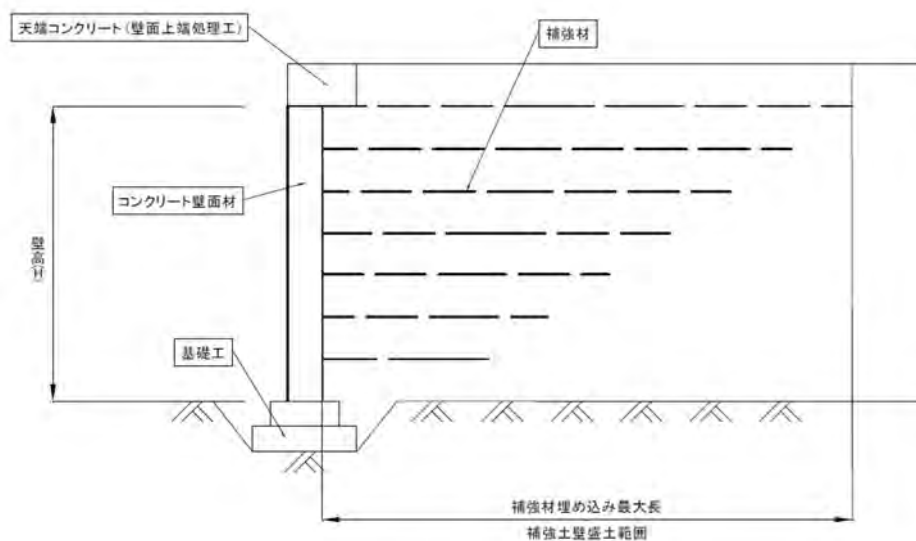 天端コンクリート(壁面上端処理工)
補強材
コンクリート壁面材
壁高(H)
基礎工
補強材埋め込み最大長
補強土壁盛土範囲